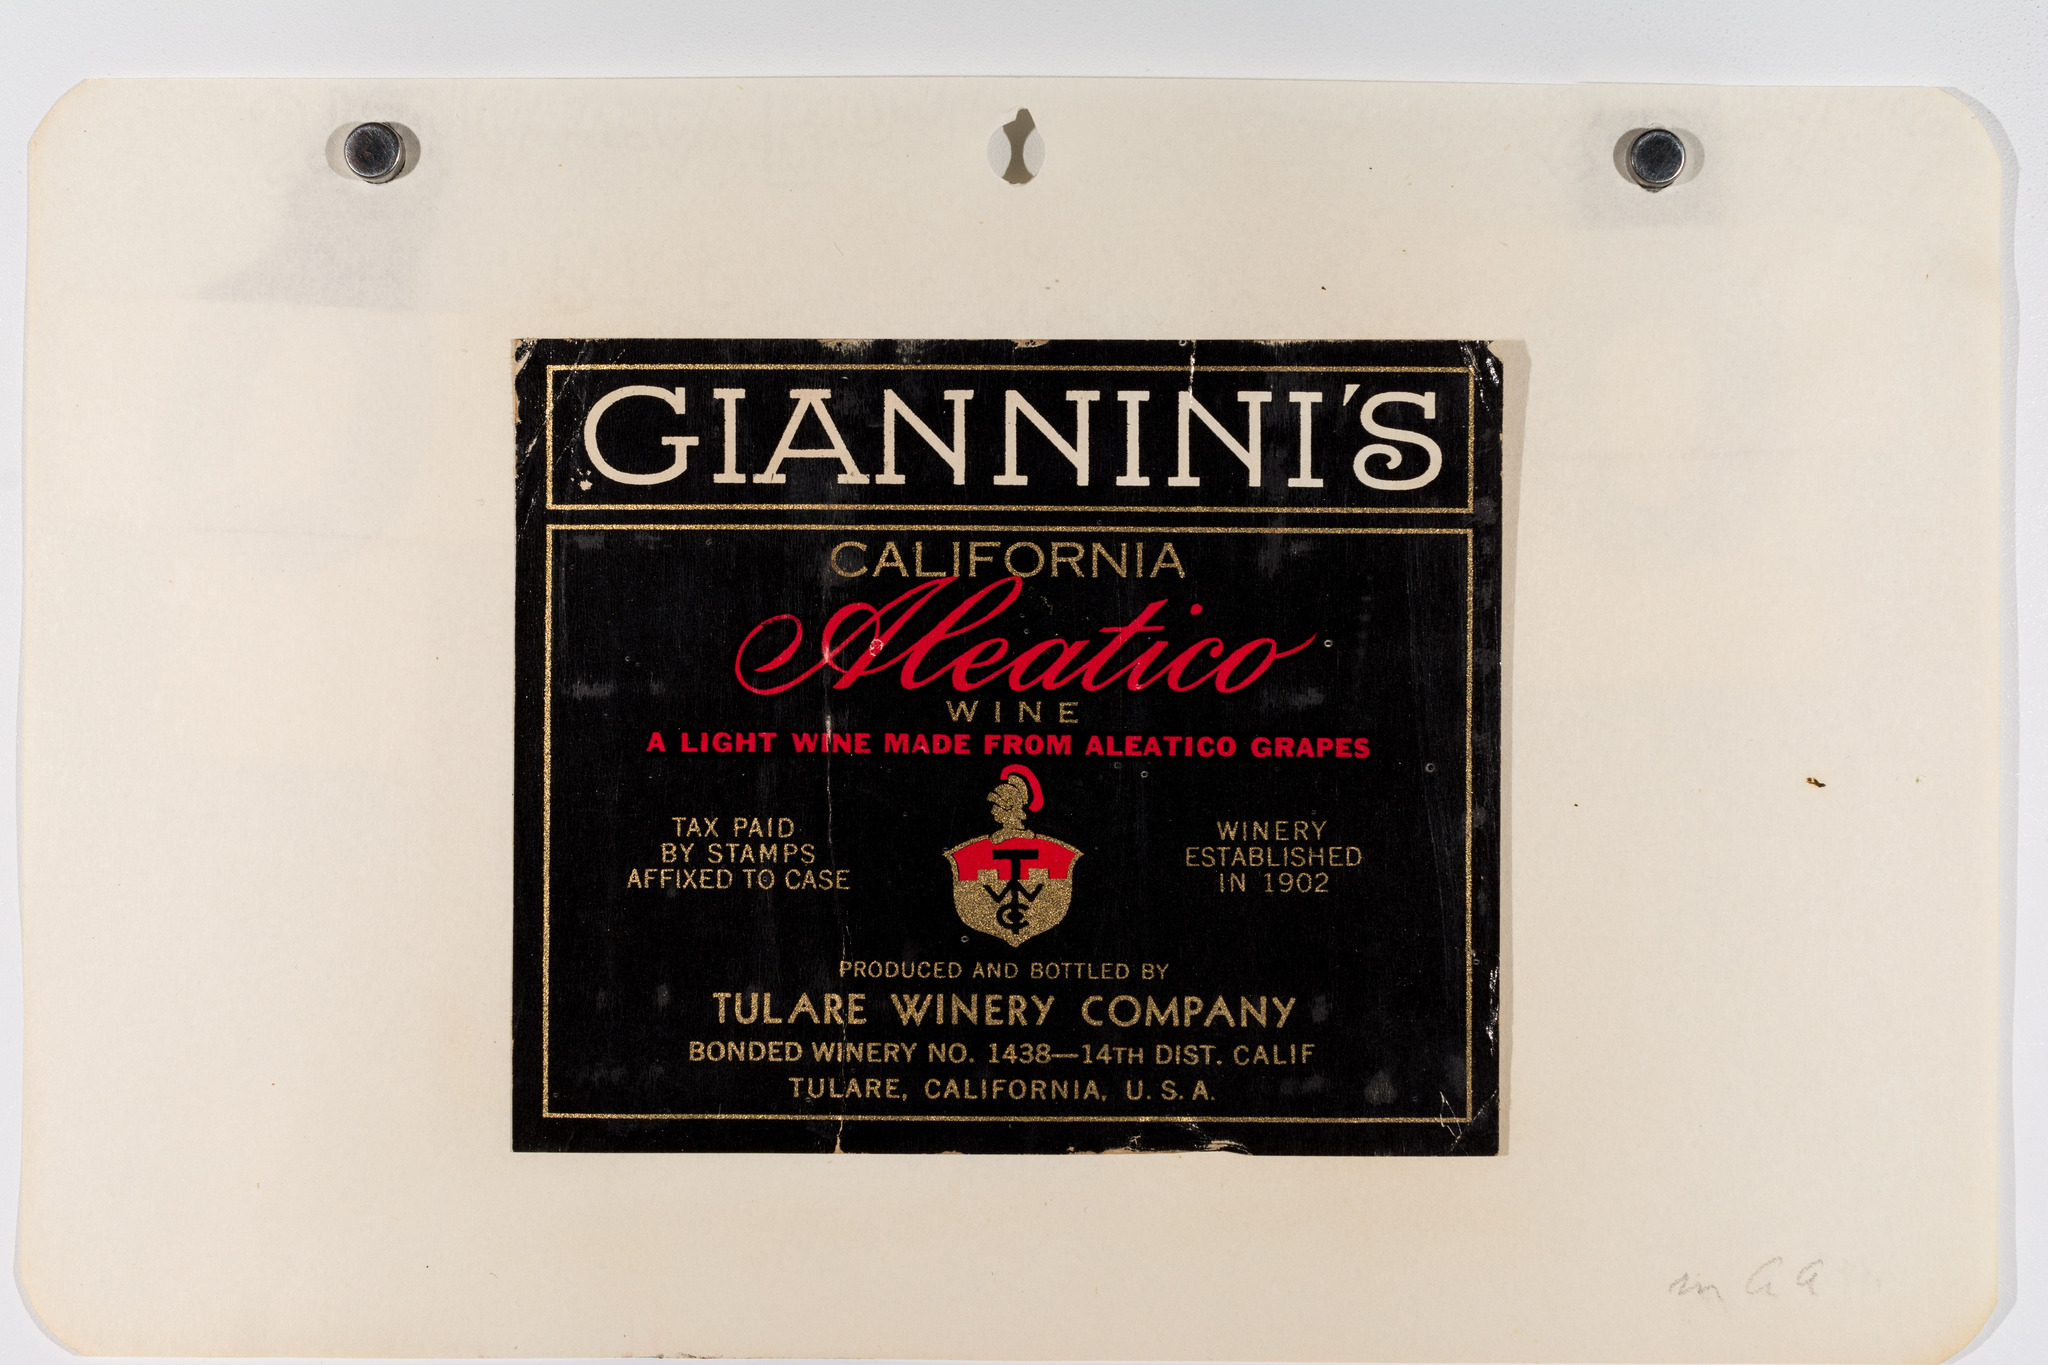 GIANNINI'S
CALIFORNIA
Aleatico
WINE
A LIGHT WINE MADE FROM ALEATICO GRAPES
TAX PAID
BY STAMPS
AFFIXED TO CASE
TWC
WINERY
ESTABLISHED
IN 1902
PRODUCED AND BOTTLED BY
TULARE WINERY COMPANY
BONDED WINERY NO. 1438—14TH DIST. CALIF
TULARE, CALIFORNIA, U.S.A.